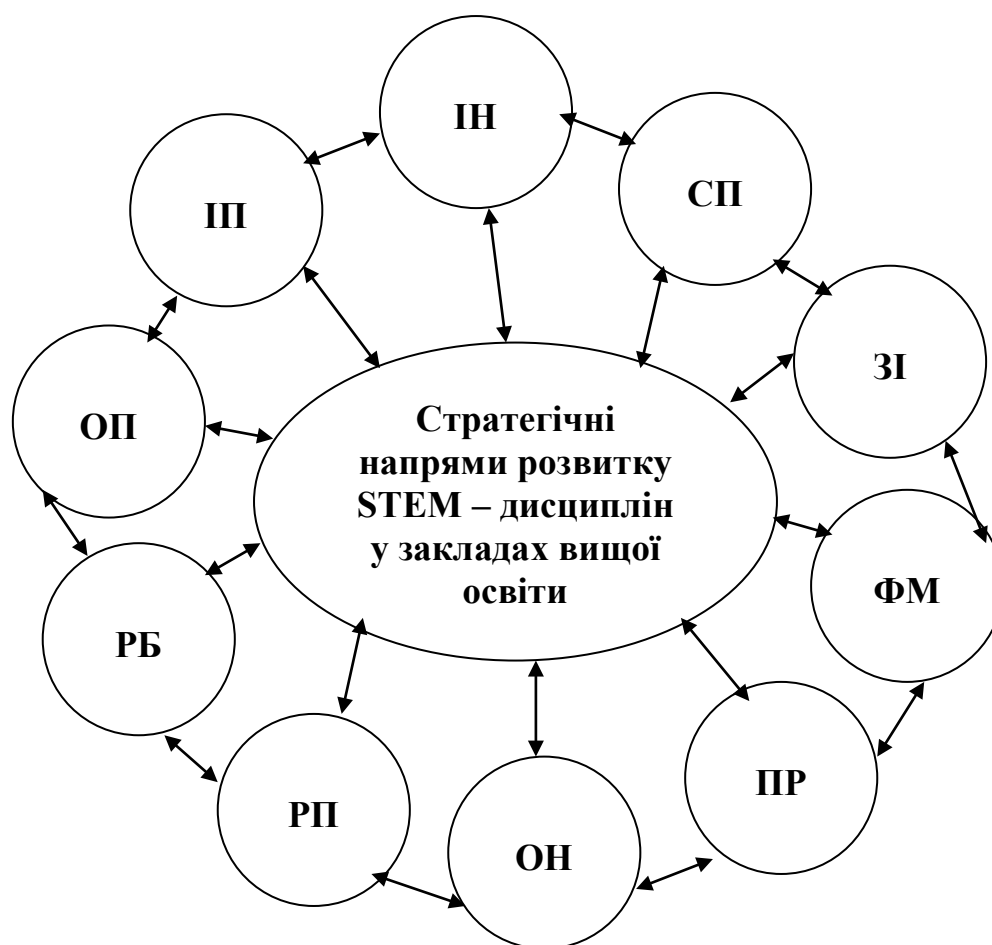 ІН
СП
ІП
ЗІ
ОП
Стратегічні
напрями розвитку
STEM – дисциплін
у закладах вищої
освіти
ФМ
РБ
ПР
РП
ОН